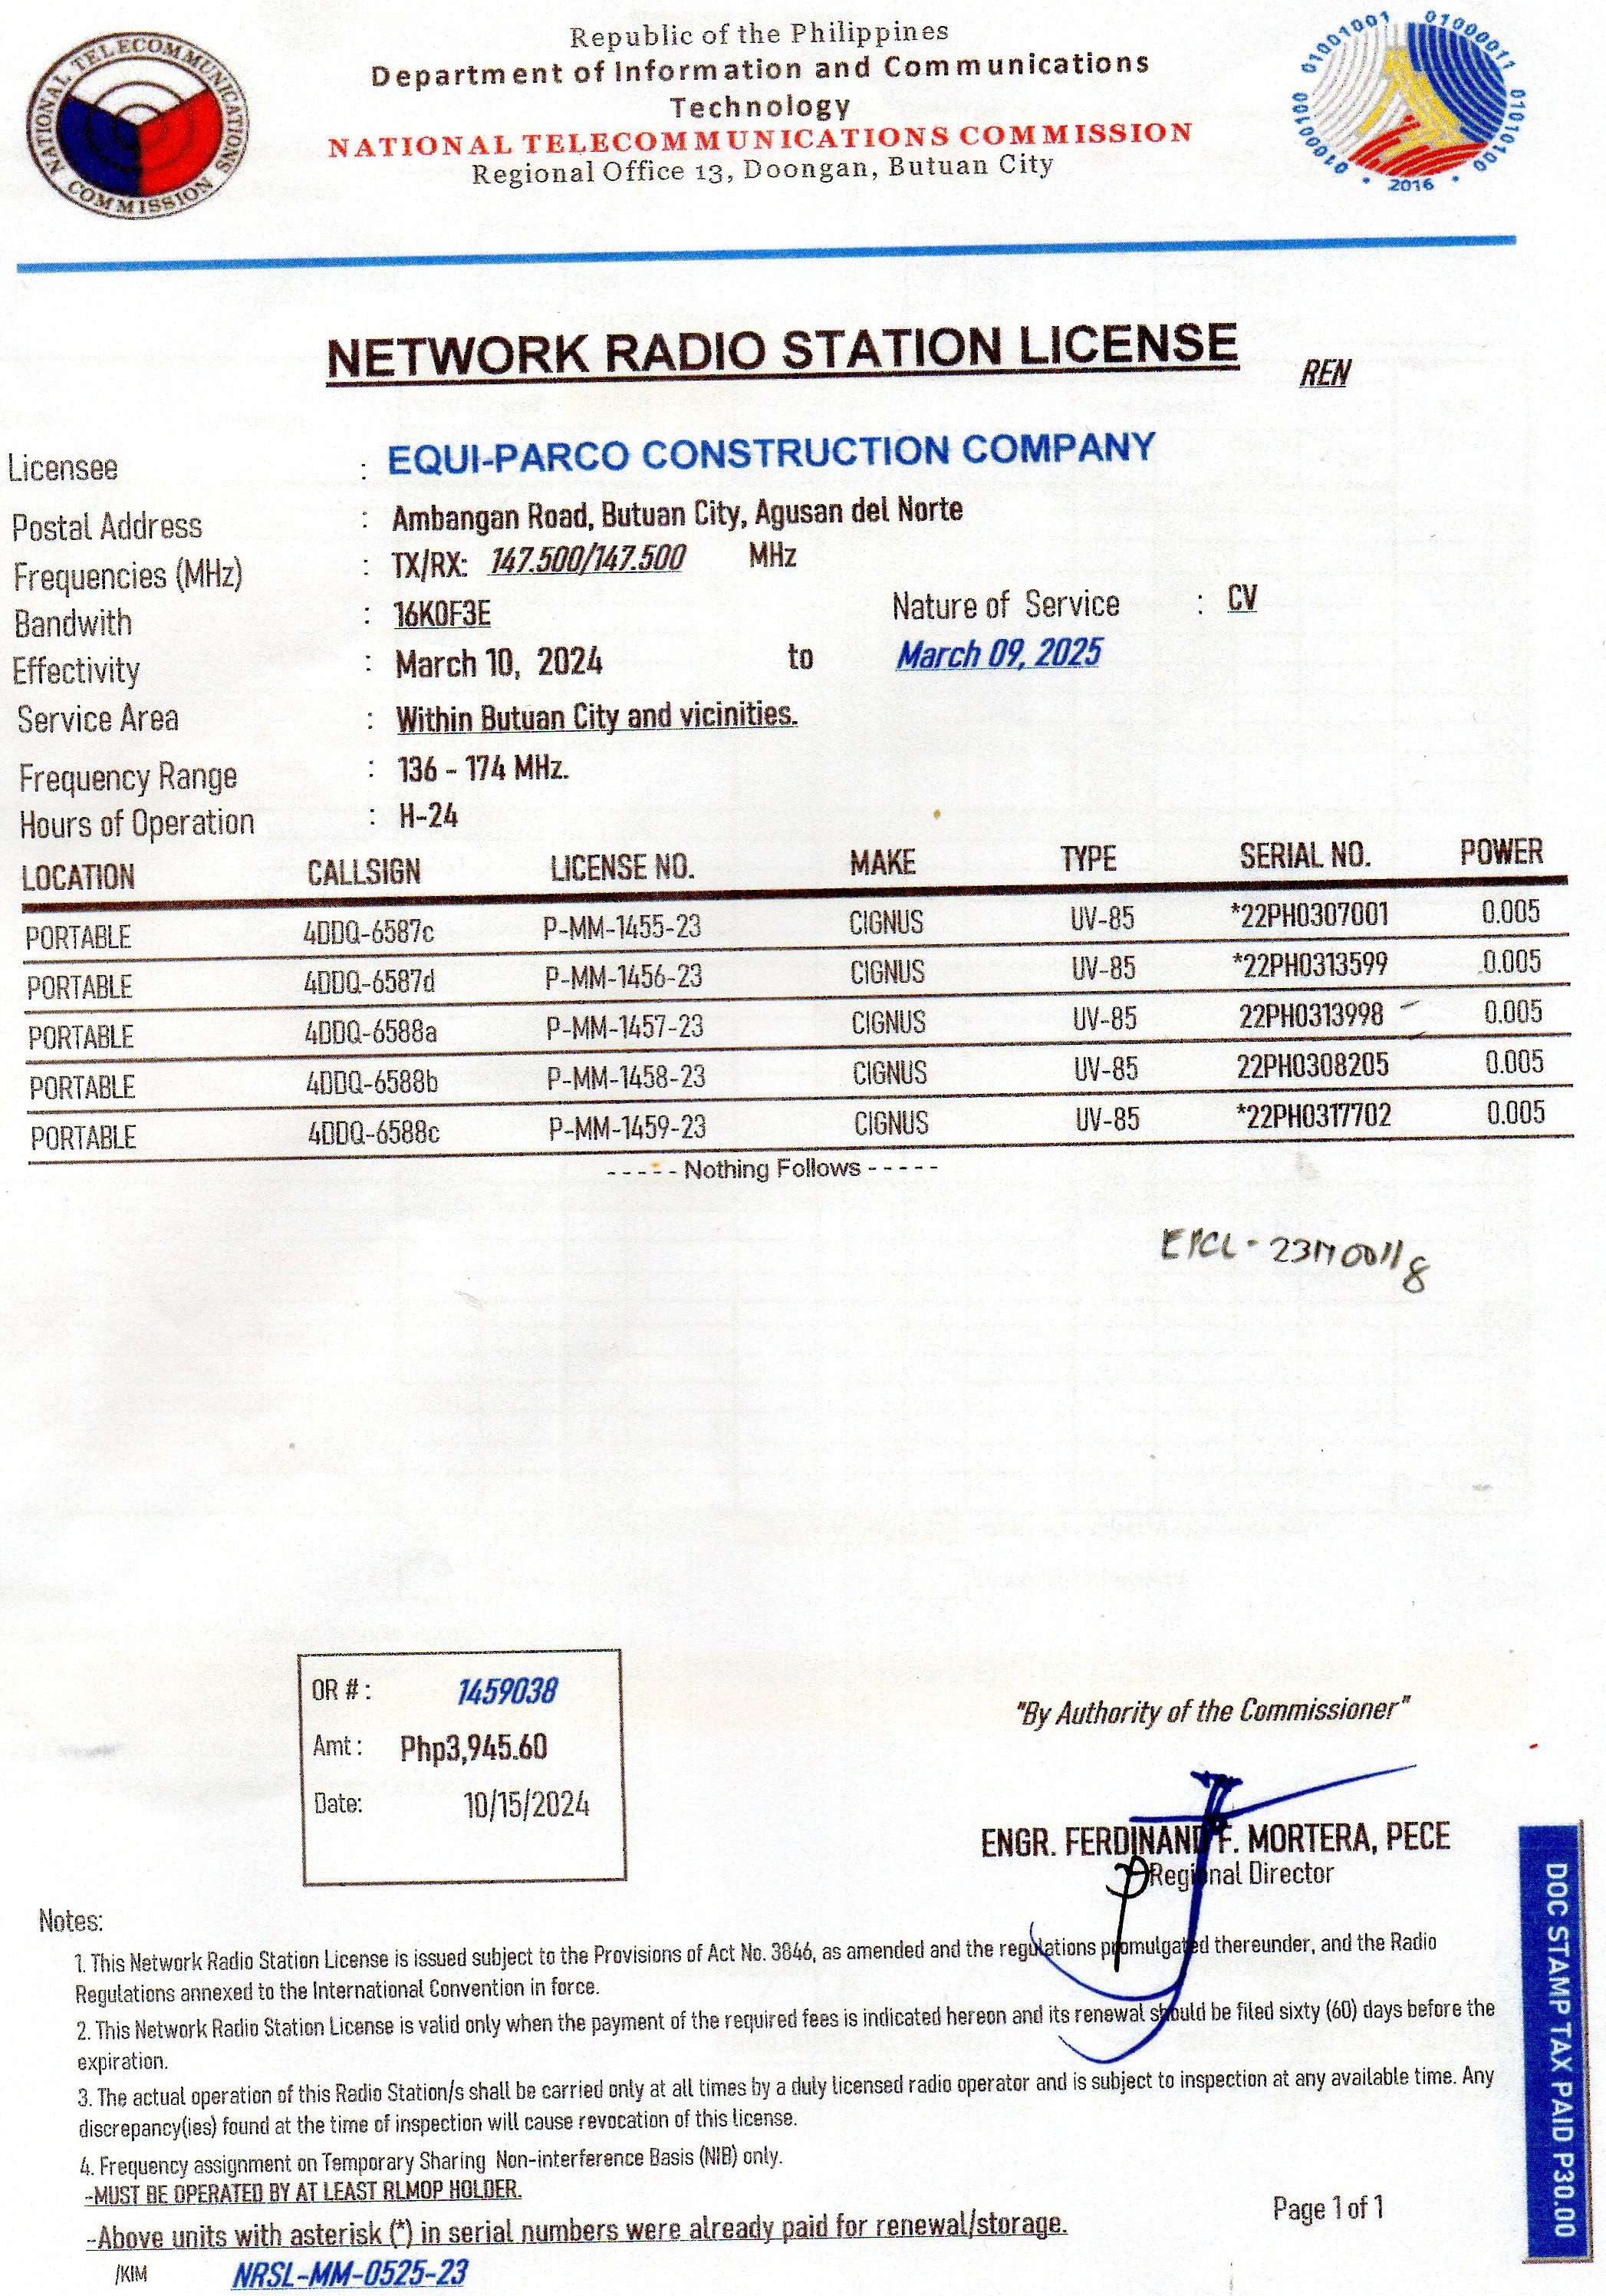 NATIONAL TELECOMMUNICATIONS COMMISSION
01000100 01001001 01000011 01010100
2016
Republic of the Philippines
Department of Information and Communications
Technology
NATIONAL TELECOMMUNICATIONS COMMISSION
Regional Office 13, Doongan, Butuan City
NETWORK RADIO STATION LICENSE REN
Licensee : EQUI-PARCO CONSTRUCTION COMPANY
Postal Address : Ambangan Road, Butuan City, Agusan del Norte
Frequencies (MHz) : TX/RX: 147.500/147.500 MHz
Bandwith : 16K0F3E Nature of Service : CV
Effectivity : March 10, 2024 to March 09, 2025
Service Area : Within Butuan City and vicinities.
Frequency Range : 136 - 174 MHz.
Hours of Operation : H-24
LOCATION CALLSIGN LICENSE NO. MAKE TYPE SERIAL NO. POWER
PORTABLE 4DDQ-6587c P-MM-1455-23 CIGNUS UV-85 *22PH0307001 0.005
PORTABLE 4DDQ-6587d P-MM-1456-23 CIGNUS UV-85 *22PH0313599 0.005
PORTABLE 4DDQ-6588a P-MM-1457-23 CIGNUS UV-85 22PH0313998 0.005
PORTABLE 4DDQ-6588b P-MM-1458-23 CIGNUS UV-85 22PH0308205 0.005
PORTABLE 4DDQ-6588c P-MM-1459-23 CIGNUS UV-85 *22PH0317702 0.005
- - - - - Nothing Follows - - - - -
OR # : 1459038
Amt : Php3,945.60
Date: 10/15/2024
"By Authority of the Commissioner"
ENGR. FERDINAND F. MORTERA, PECE
Regional Director
Notes:
1. This Network Radio Station License is issued subject to the Provisions of Act No. 3846, as amended and the regulations promulgated thereunder, and the Radio
Regulations annexed to the International Convention in force.
2. This Network Radio Station License is valid only when the payment of the required fees is indicated hereon and its renewal should be filed sixty (60) days before the
expiration.
3. The actual operation of this Radio Station/s shall be carried only at all times by a duly licensed radio operator and is subject to inspection at any available time. Any
discrepancy(ies) found at the time of inspection will cause revocation of this license.
4. Frequency assignment on Temporary Sharing Non-interference Basis (NIB) only.
-MUST BE OPERATED BY AT LEAST RLMOP HOLDER.
-Above units with asterisk (*) in serial numbers were already paid for renewal/storage.
Page 1 of 1
/KIM NRSL-MM-0525-23
DOC STAMP TAX PAID P30.00